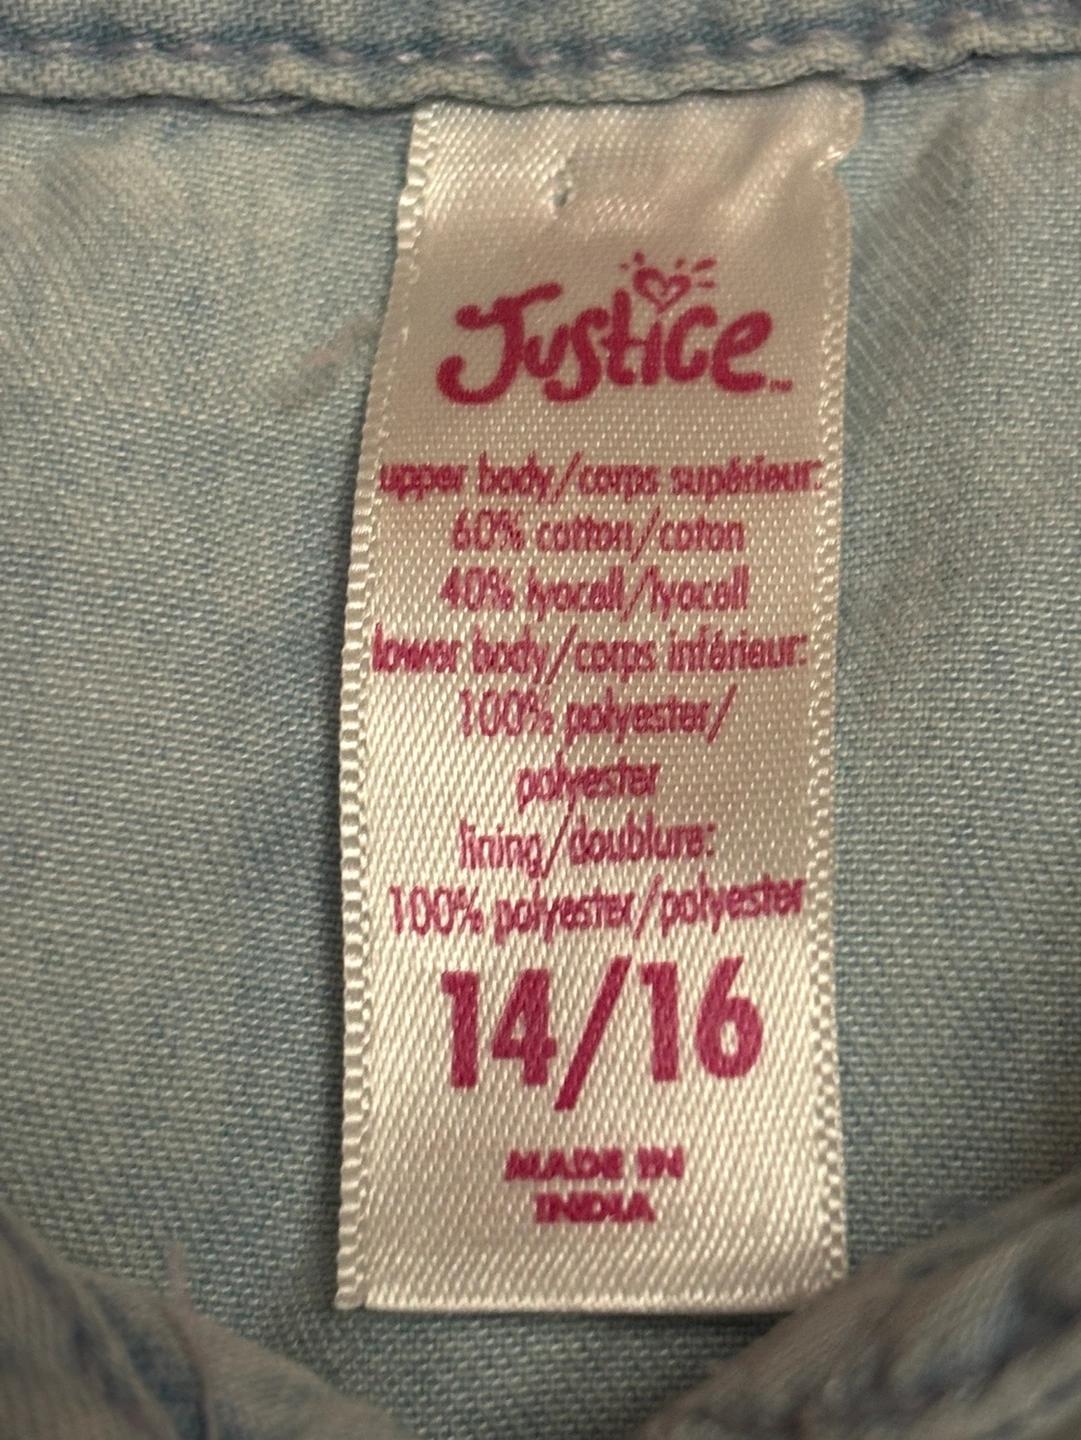 Justice™
upper body/corps supérieur:
60% cotton/coton
40% lyocell/lyocell
lower body/corps inférieur:
100% polyester/
polyester
lining/doublure:
100% polyester/polyester
14/16
MADE IN
INDIA